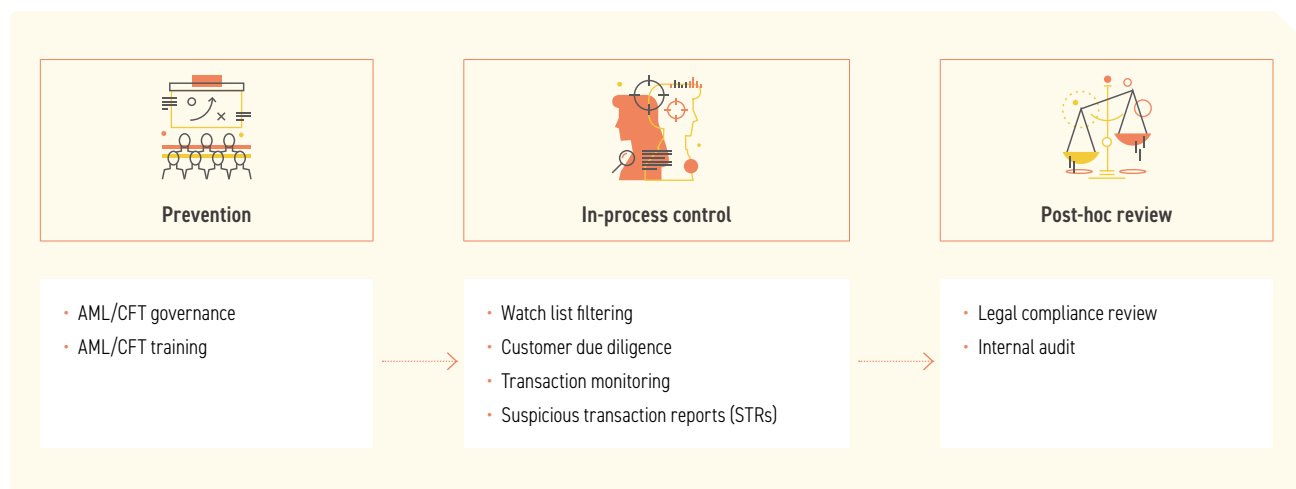 Prevention
AML/CFT governance
AML/CFT training
In-process control
Watch list filtering
Customer due diligence
Transaction monitoring
Suspicious transaction reports (STRs)
Post-hoc review
Legal compliance review
Internal audit